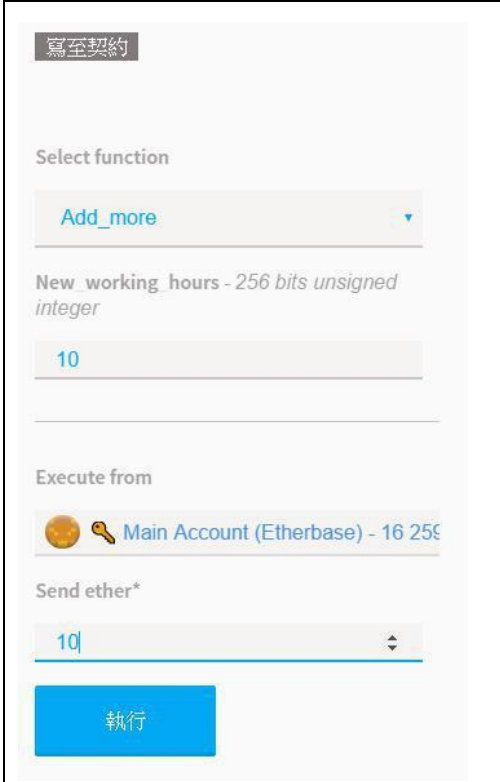 寫至契約
Select function
Add_more
New_working_hours - 256 bits unsigned
integer
10
Execute from
Main Account (Etherbase) - 16 259
Send ether*
10
執行